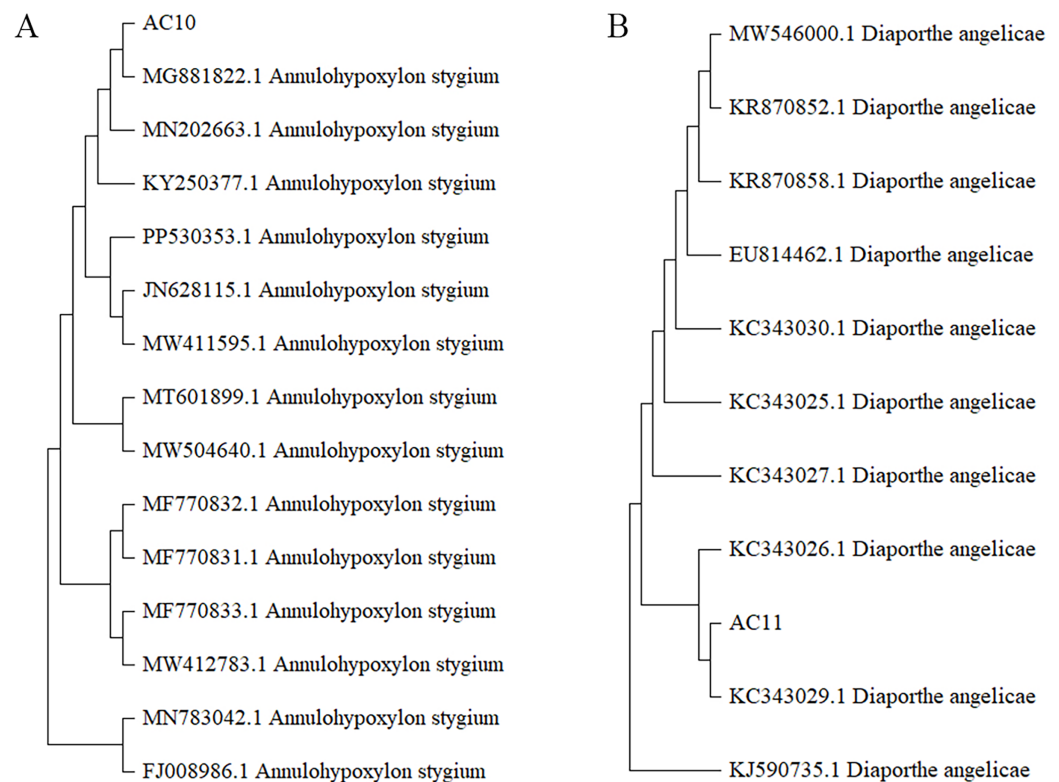 A
AC10
MG881822.1 Annulohypoxylon stygium
MN202663.1 Annulohypoxylon stygium
KY250377.1 Annulohypoxylon stygium
PP530353.1 Annulohypoxylon stygium
JN628115.1 Annulohypoxylon stygium
MW411595.1 Annulohypoxylon stygium
MT601899.1 Annulohypoxylon stygium
MW504640.1 Annulohypoxylon stygium
MF770832.1 Annulohypoxylon stygium
MF770831.1 Annulohypoxylon stygium
MF770833.1 Annulohypoxylon stygium
MW412783.1 Annulohypoxylon stygium
MN783042.1 Annulohypoxylon stygium
FJ008986.1 Annulohypoxylon stygium
B
MW546000.1 Diaporthe angelicae
KR870852.1 Diaporthe angelicae
KR870858.1 Diaporthe angelicae
EU814462.1 Diaporthe angelicae
KC343030.1 Diaporthe angelicae
KC343025.1 Diaporthe angelicae
KC343027.1 Diaporthe angelicae
KC343026.1 Diaporthe angelicae
AC11
KC343029.1 Diaporthe angelicae
KJ590735.1 Diaporthe angelicae